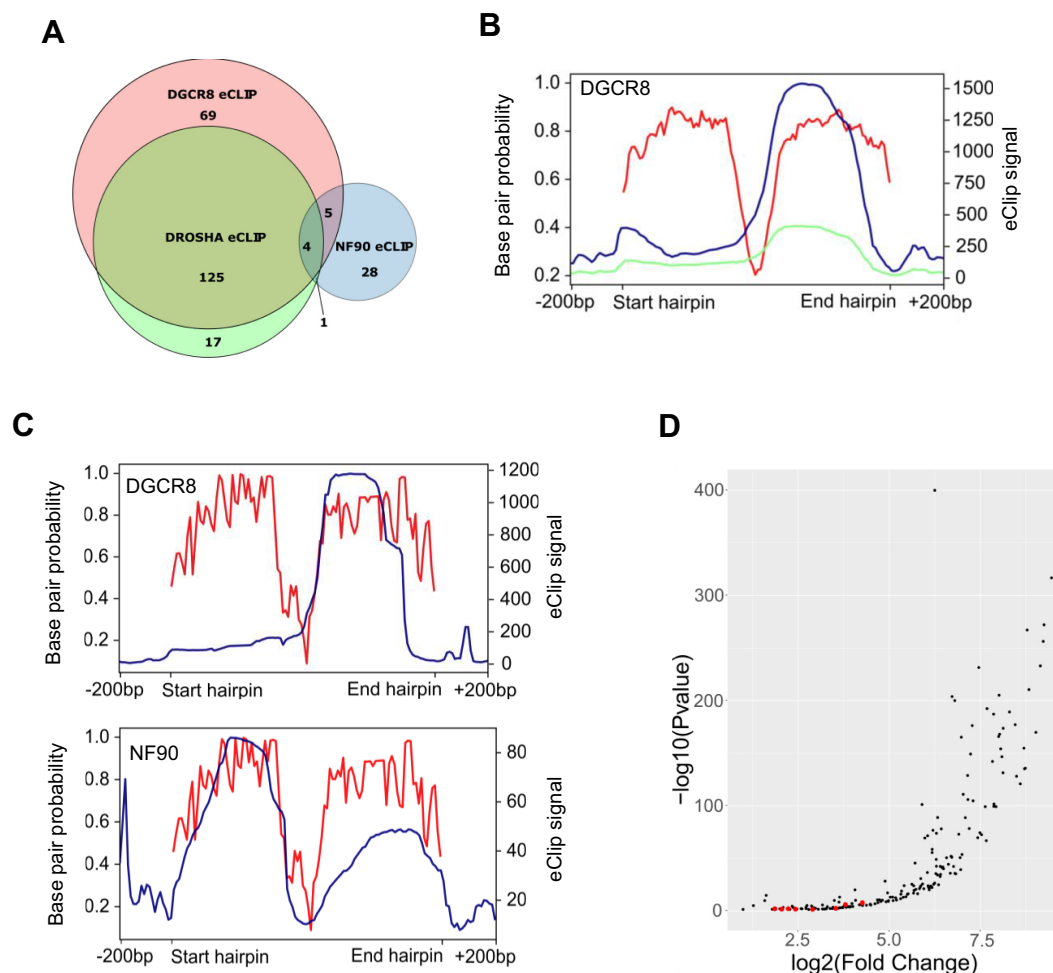 A
DGCR8 eCLIP
69
DROSHA eCLIP
125
5
4
NF90 eCLIP
28
1
17
B
DGCR8
Base pair probability
1.0
0.8
0.6
0.4
0.2
1500
1250
1000
750
500
250
0
eClip signal
-200bp Start hairpin End hairpin +200bp
C
DGCR8
Base pair probability
1.0
0.8
0.6
0.4
0.2
1200
1000
800
600
400
200
0
eClip signal
-200bp Start hairpin End hairpin +200bp
NF90
Base pair probability
1.0
0.8
0.6
0.4
0.2
80
60
40
20
eClip signal
-200bp Start hairpin End hairpin +200bp
D
−log10(Pvalue)
400
300
200
100
0
2.5 5.0 7.5
log2(Fold Change)